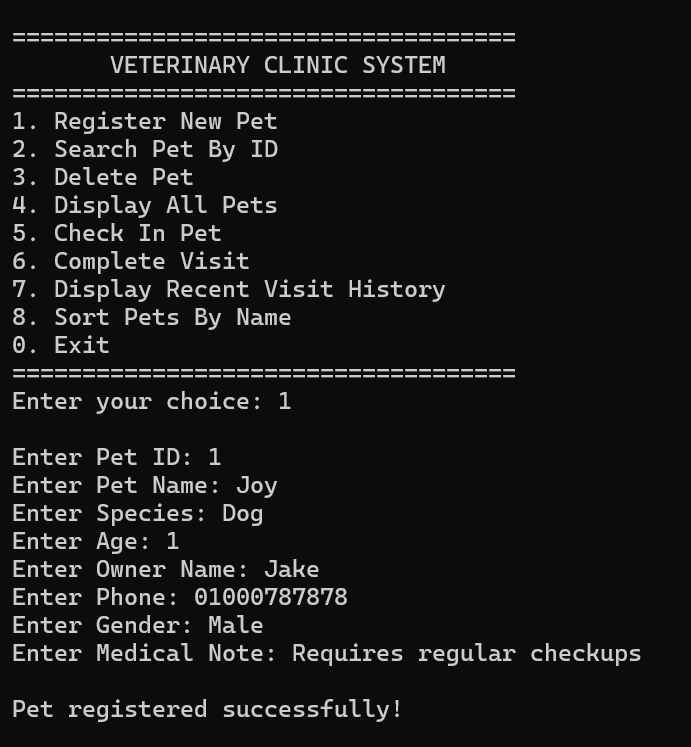 ====================================
VETERINARY CLINIC SYSTEM
====================================
1. Register New Pet
2. Search Pet By ID
3. Delete Pet
4. Display All Pets
5. Check In Pet
6. Complete Visit
7. Display Recent Visit History
8. Sort Pets By Name
0. Exit
====================================
Enter your choice: 1
Enter Pet ID: 1
Enter Pet Name: Joy
Enter Species: Dog
Enter Age: 1
Enter Owner Name: Jake
Enter Phone: 01000787878
Enter Gender: Male
Enter Medical Note: Requires regular checkups
Pet registered successfully!